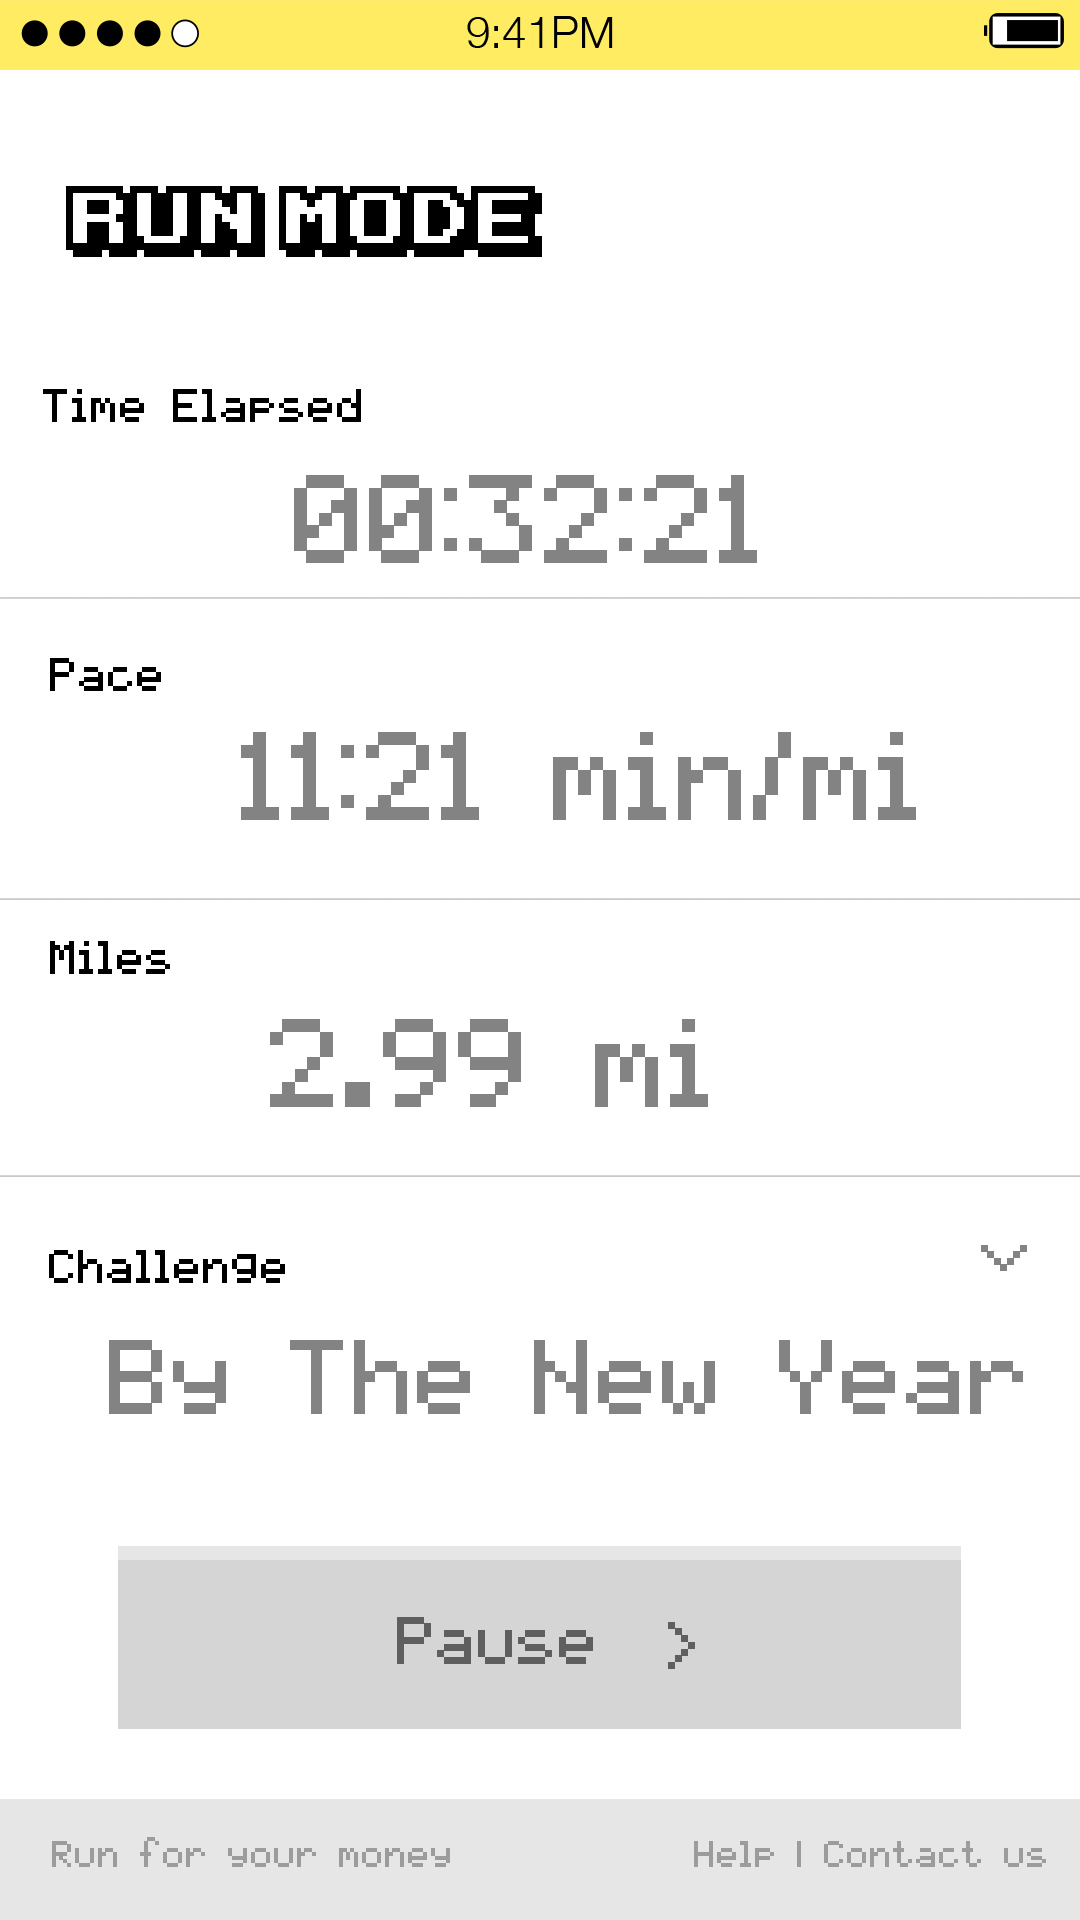 9:41PM
RUN MODE
Time Elapsed
00:32:21
Pace
11:21 min/mi
Miles
2.99 mi
Challenge
By The New Year
Pause >
Run for your money
Help | Contact us